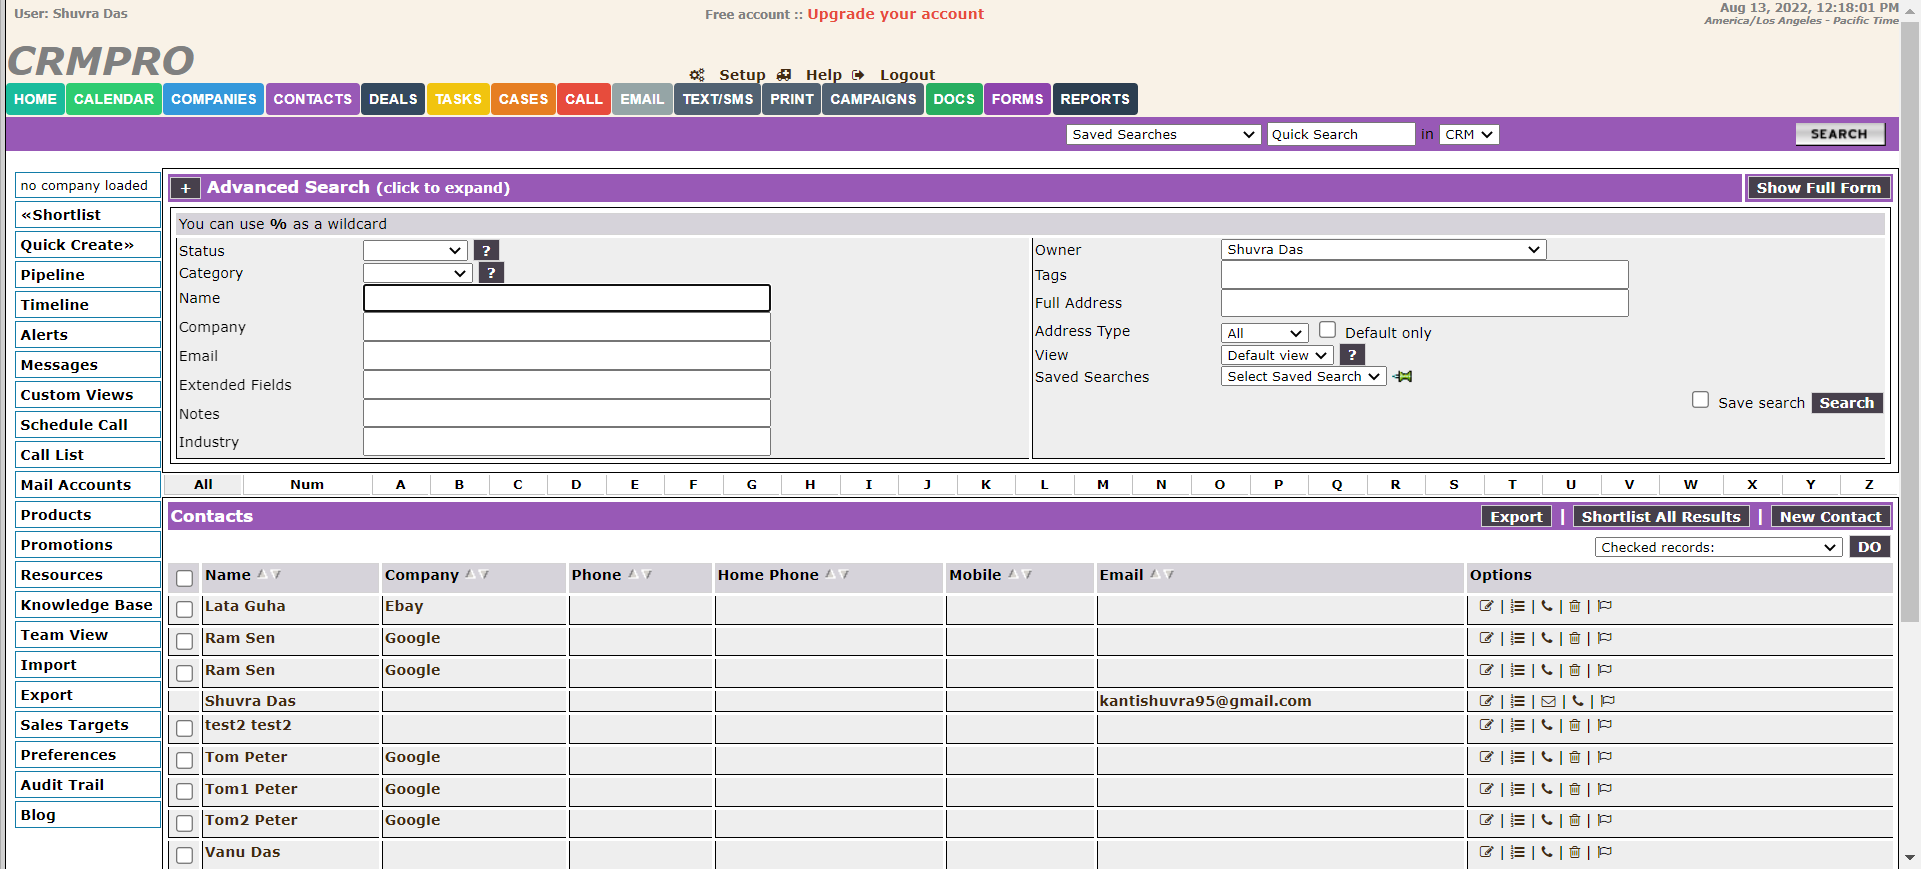 User: Shuvra Das
Free account :: Upgrade your account
Aug 13, 2022, 12:18:01 PM
America/Los Angeles - Pacific Time
CRMPRO
Setup Help Logout
HOME CALENDAR COMPANIES CONTACTS DEALS TASKS CASES CALL EMAIL TEXT/SMS PRINT CAMPAIGNS DOCS FORMS REPORTS
Saved Searches Quick Search in CRM SEARCH
no company loaded
«Shortlist
Quick Create»
Pipeline
Timeline
Alerts
Messages
Custom Views
Schedule Call
Call List
Mail Accounts
Products
Promotions
Resources
Knowledge Base
Team View
Import
Export
Sales Targets
Preferences
Audit Trail
Blog
+ Advanced Search (click to expand) Show Full Form
You can use % as a wildcard
Status ?
Category ?
Name
Company
Email
Extended Fields
Notes
Industry
Owner Shuvra Das
Tags
Full Address
Address Type All Default only
View Default view ?
Saved Searches Select Saved Search
Save search Search
All Num A B C D E F G H I J K L M N O P Q R S T U V W X Y Z
Contacts Export | Shortlist All Results | New Contact
Checked records: DO
Name Company Phone Home Phone Mobile Email Options
Lata Guha Ebay
Ram Sen Google
Ram Sen Google
Shuvra Das kantishuvra95@gmail.com
test2 test2
Tom Peter Google
Tom1 Peter Google
Tom2 Peter Google
Vanu Das